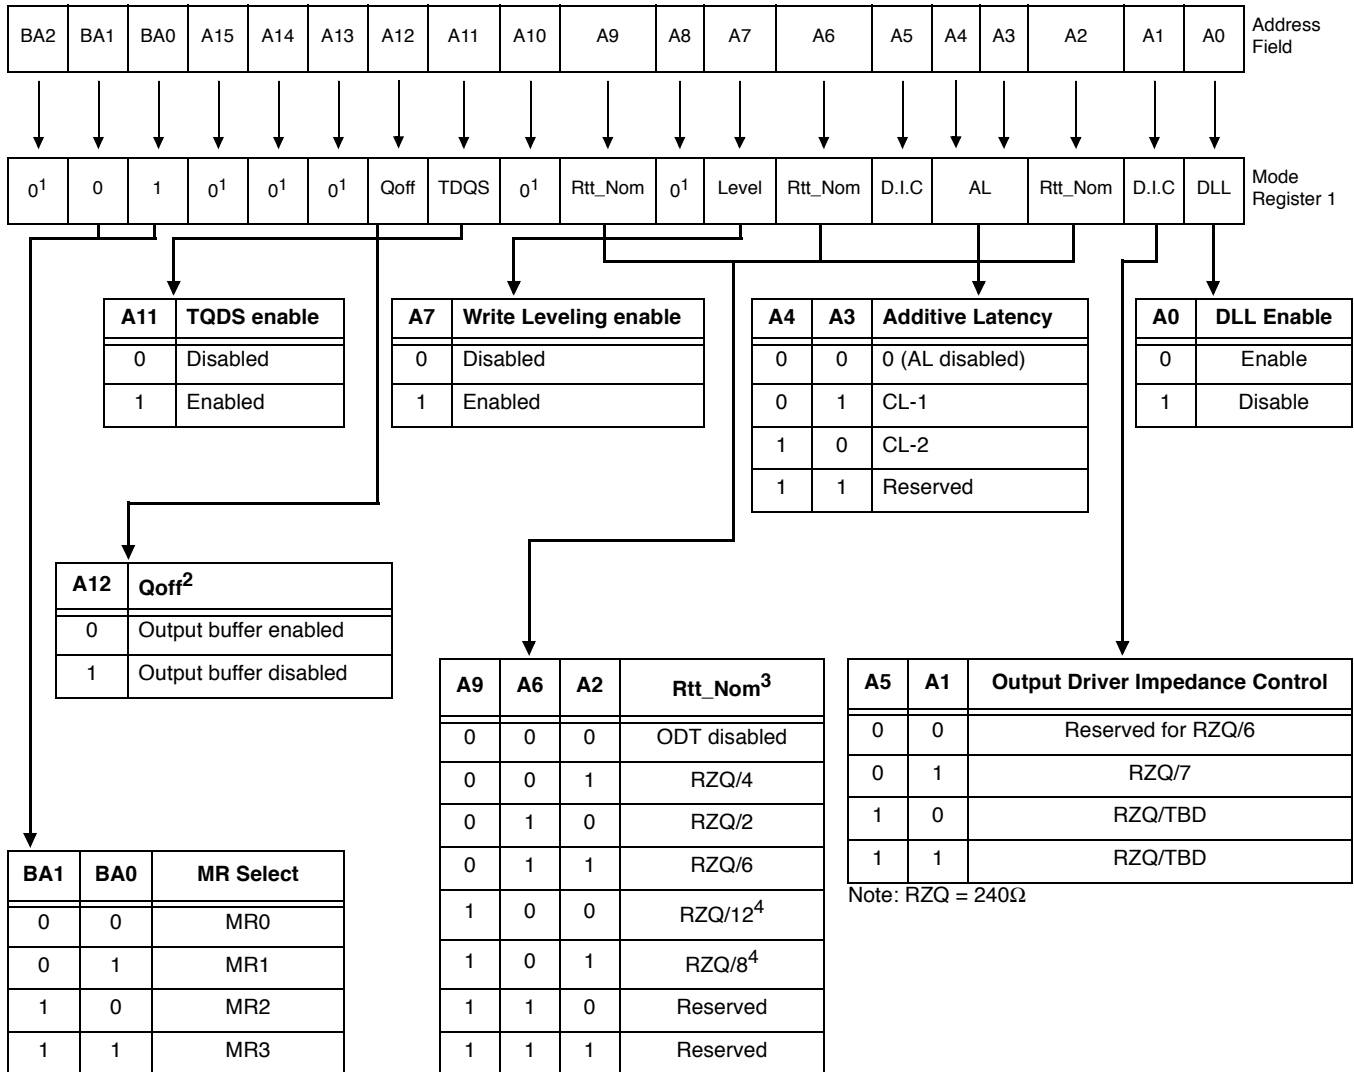 BA2 BA1 BA0 A15 A14 A13 A12 A11 A10 A9 A8 A7 A6 A5 A4 A3 A2 A1 A0 Address Field
0¹ 0 1 0¹ 0¹ 0¹ Qoff TDQS 0¹ Rtt_Nom 0¹ Level Rtt_Nom D.I.C AL Rtt_Nom D.I.C DLL Mode Register 1
A11 TQDS enable
0 Disabled
1 Enabled
A7 Write Leveling enable
0 Disabled
1 Enabled
A4 A3 Additive Latency
0 0 0 (AL disabled)
0 1 CL-1
1 0 CL-2
1 1 Reserved
A0 DLL Enable
0 Enable
1 Disable
A12 Qoff²
0 Output buffer enabled
1 Output buffer disabled
A9 A6 A2 Rtt_Nom³
0 0 0 ODT disabled
0 0 1 RZQ/4
0 1 0 RZQ/2
0 1 1 RZQ/6
1 0 0 RZQ/12⁴
1 0 1 RZQ/8⁴
1 1 0 Reserved
1 1 1 Reserved
A5 A1 Output Driver Impedance Control
0 0 Reserved for RZQ/6
0 1 RZQ/7
1 0 RZQ/TBD
1 1 RZQ/TBD
Note: RZQ = 240Ω
BA1 BA0 MR Select
0 0 MR0
0 1 MR1
1 0 MR2
1 1 MR3